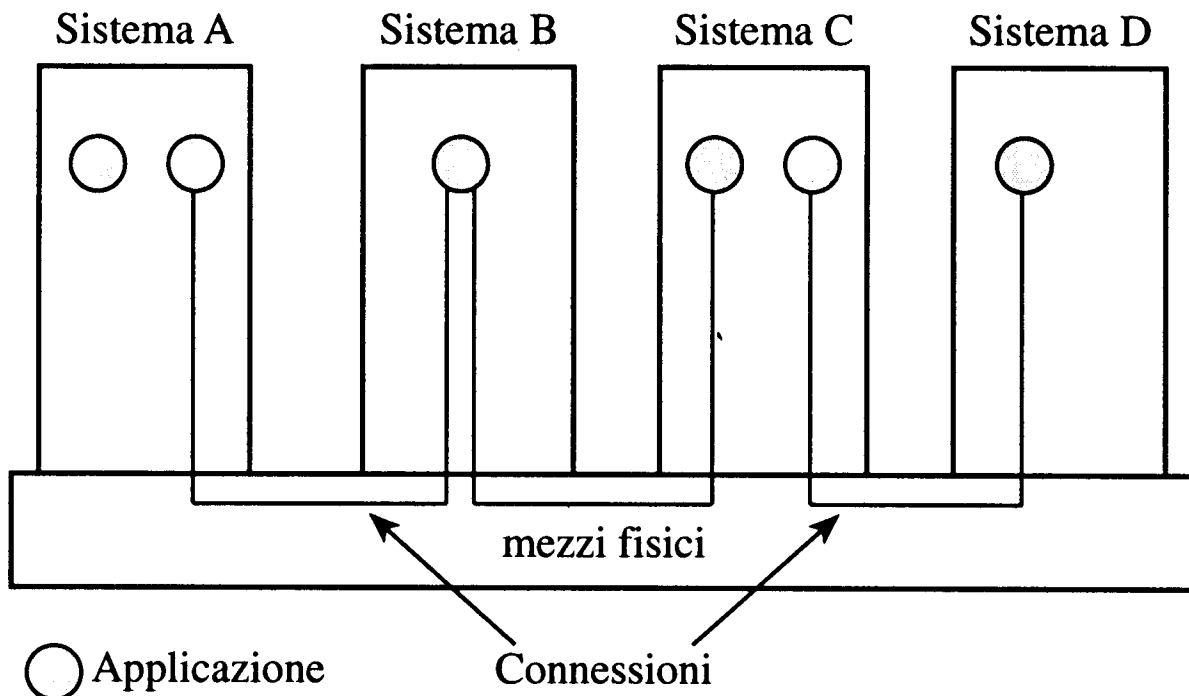 Sistema A
Sistema B
Sistema C
Sistema D
mezzi fisici
Applicazione
Connessioni